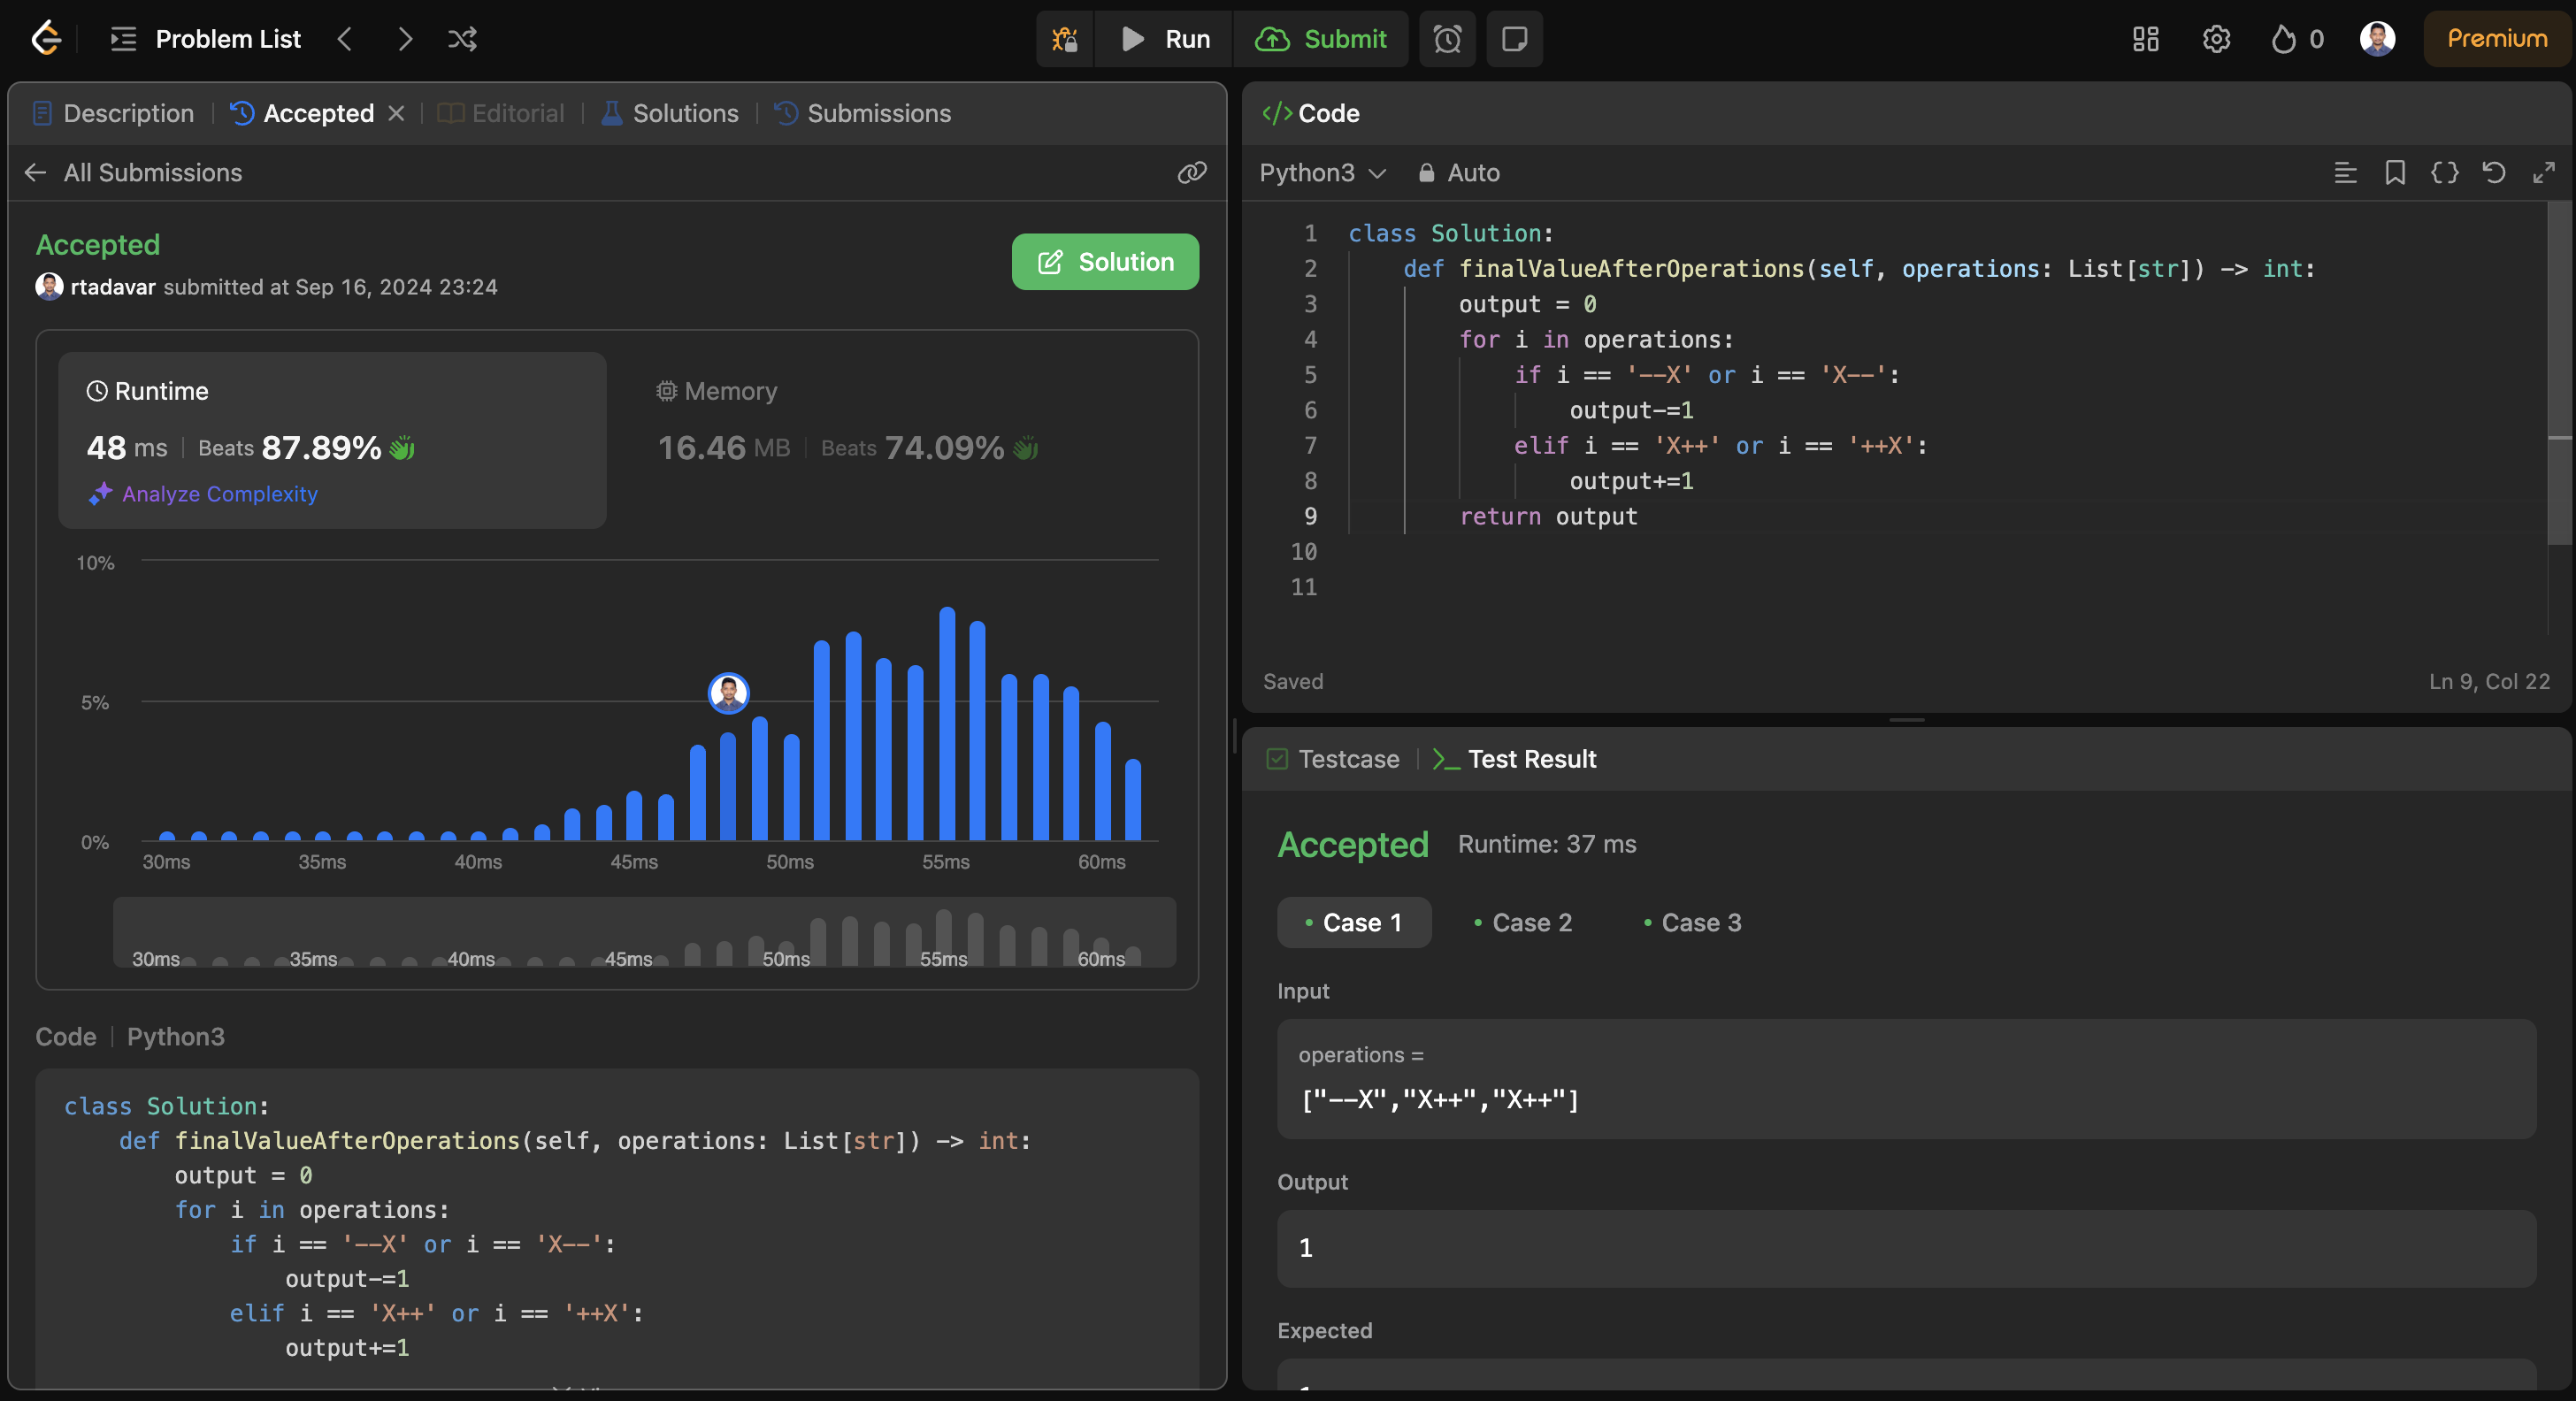 Problem List
Run
Submit
0
Premium
Description
Accepted
Editorial
Solutions
Submissions
All Submissions
Accepted
rtadavar submitted at Sep 16, 2024 23:24
Solution
Runtime
48 ms Beats 87.89%
Analyze Complexity
Memory
16.46 MB Beats 74.09%
10%
5%
0%
30ms 35ms 40ms 45ms 50ms 55ms 60ms
30ms 35ms 40ms 45ms 50ms 55ms 60ms
Code Python3
class Solution:
    def finalValueAfterOperations(self, operations: List[str]) -> int:
        output = 0
        for i in operations:
            if i == '--X' or i == 'X--':
                output-=1
            elif i == 'X++' or i == '++X':
                output+=1
</> Code
Python3 Auto
1 class Solution:
2     def finalValueAfterOperations(self, operations: List[str]) -> int:
3         output = 0
4         for i in operations:
5             if i == '--X' or i == 'X--':
6                 output-=1
7             elif i == 'X++' or i == '++X':
8                 output+=1
9         return output
10
11
Saved
Ln 9, Col 22
Testcase
Test Result
Accepted Runtime: 37 ms
Case 1
Case 2
Case 3
Input
operations =
["--X","X++","X++"]
Output
1
Expected